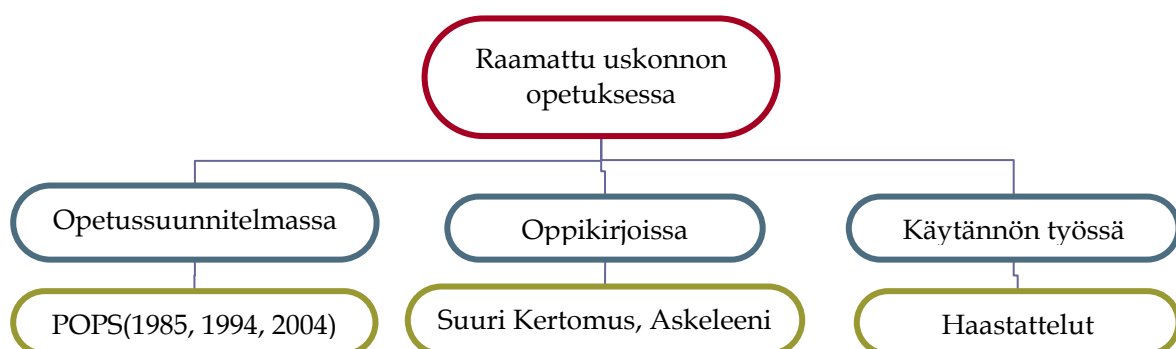 Raamattu uskonnon
opetuksessa
Opetussuunnitelmassa
Oppikirjoissa
Käytännön työssä
POPS(1985, 1994, 2004)
Suuri Kertomus, Askeleeni
Haastattelut